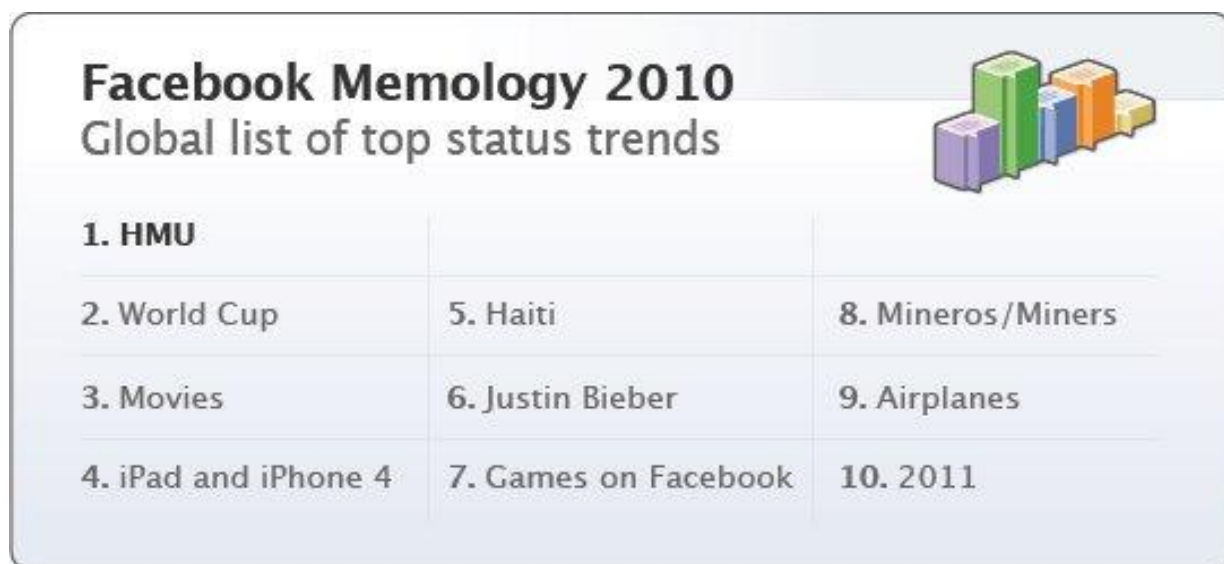 Facebook Memology 2010
Global list of top status trends
1. HMU
2. World Cup
3. Movies
4. iPad and iPhone 4
5. Haiti
6. Justin Bieber
7. Games on Facebook
8. Mineros/Miners
9. Airplanes
10. 2011